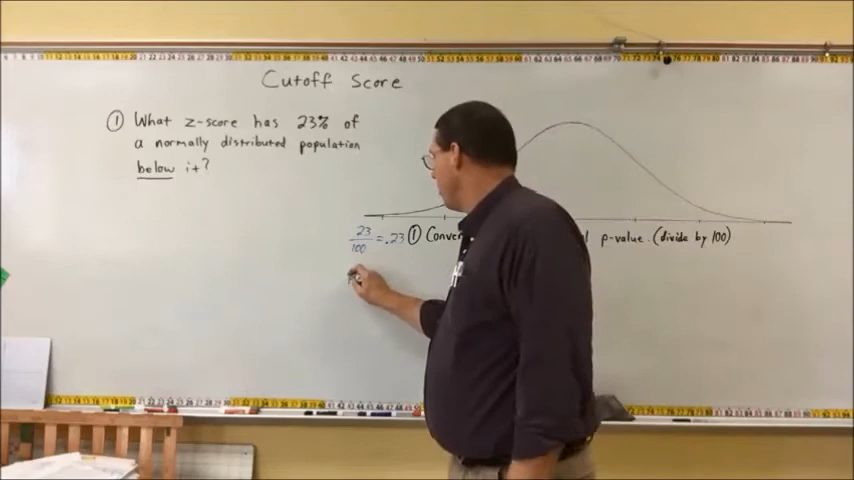 Cutoff Score
① What z-score has 23% of
a normally distributed population
below it?
23/100 = .23 ① Conver p-value. (divide by 100)